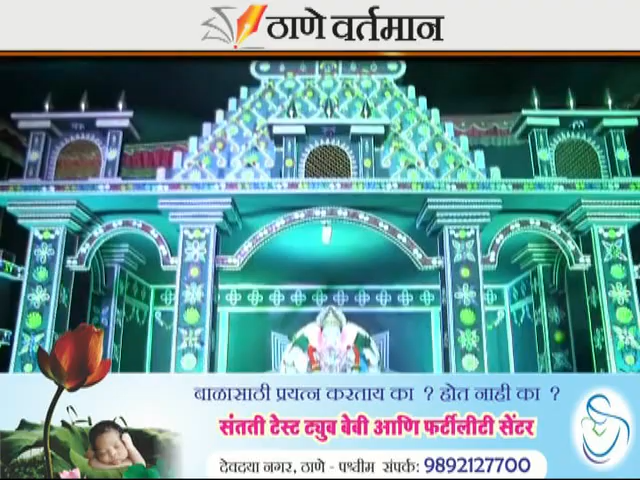 ठाणे वर्तमान
बाळासाठी प्रयत्न करताय का ? होत नाही का ?
संतती टेस्ट ट्युब बेबी आणि फर्टीलीटी सेंटर
देवदया नगर, ठाणे - पश्चीम संपर्क: 9892127700